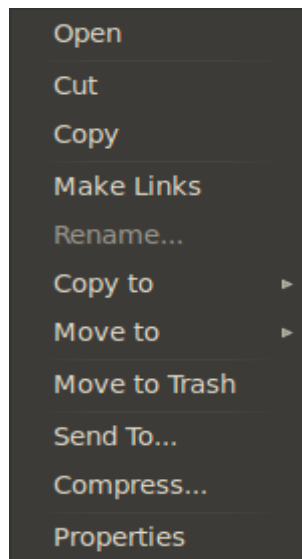 Open
Cut
Copy
Make Links
Rename...
Copy to
Move to
Move to Trash
Send To...
Compress...
Properties